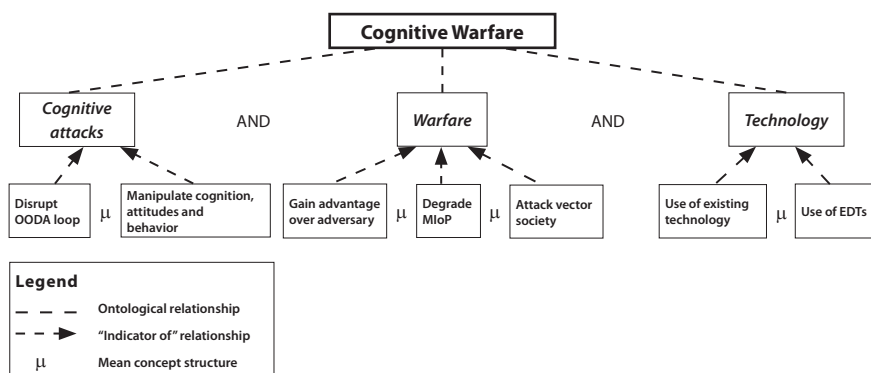 Cognitive Warfare
Cognitive
attacks
AND
Warfare
AND
Technology
Disrupt
OODA loop
μ
Manipulate cognition,
attitudes and
behavior
Gain advantage
over adversary
μ
Degrade
MIoP
μ
Attack vector
society
Use of existing
technology
μ
Use of EDTs
Legend
Ontological relationship
“Indicator of” relationship
μ Mean concept structure